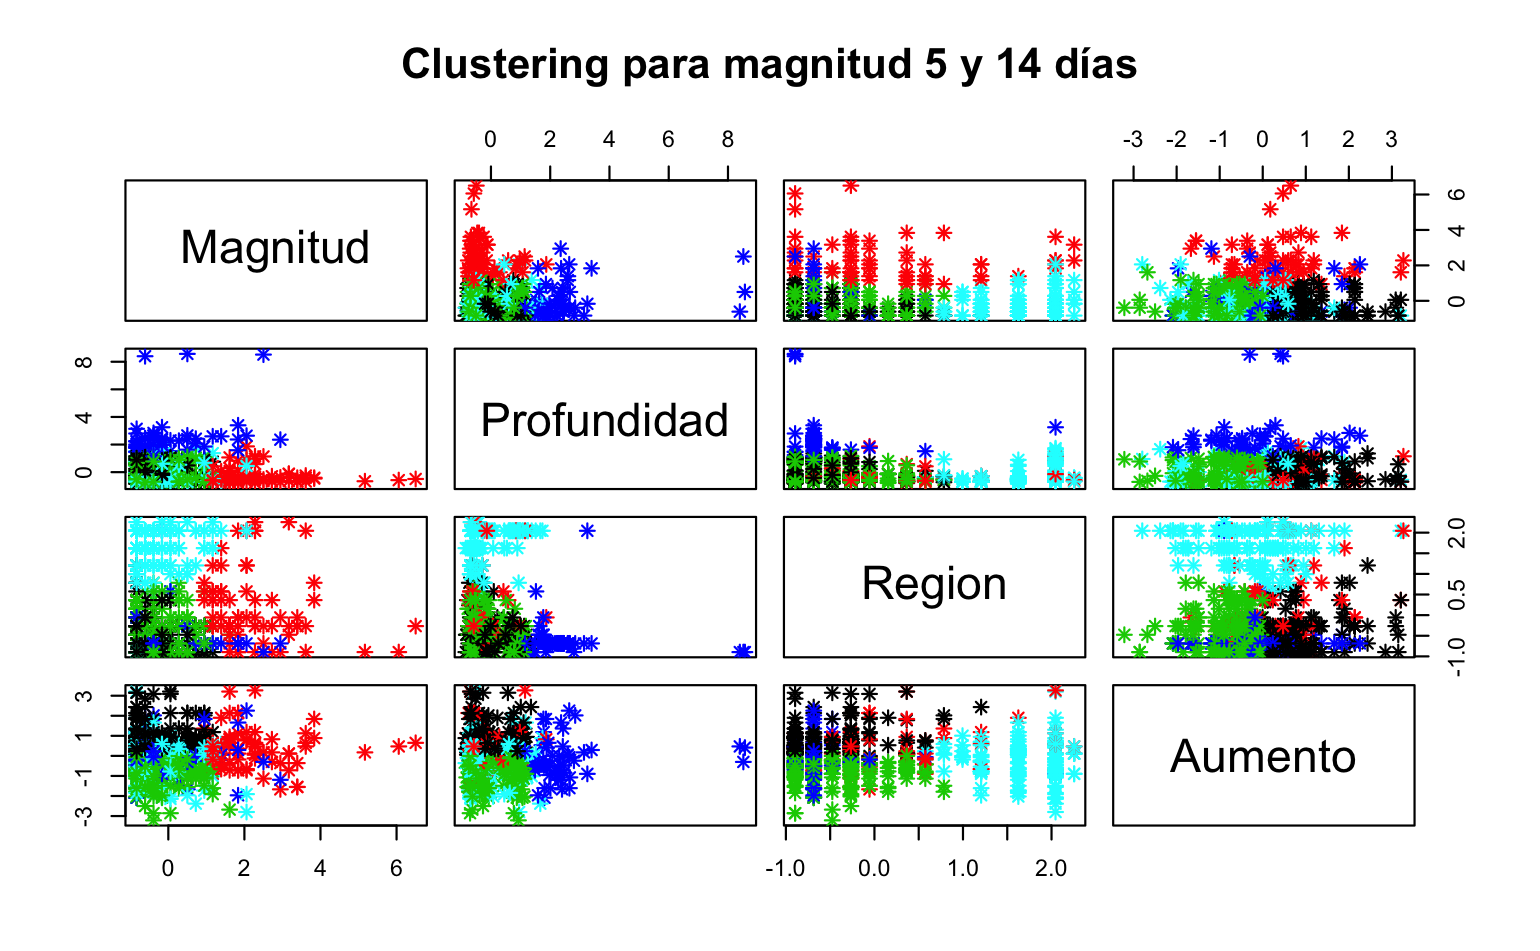 Clustering para magnitud 5 y 14 días
0 2 4 6 8
-3 -2 -1 0 1 2 3
Magnitud
0 2 4 6
0 4 8
Profundidad
Region
-1.0 0.5 2.0
-3 -1 1 3
Aumento
0 2 4 6
-1.0 0.0 1.0 2.0